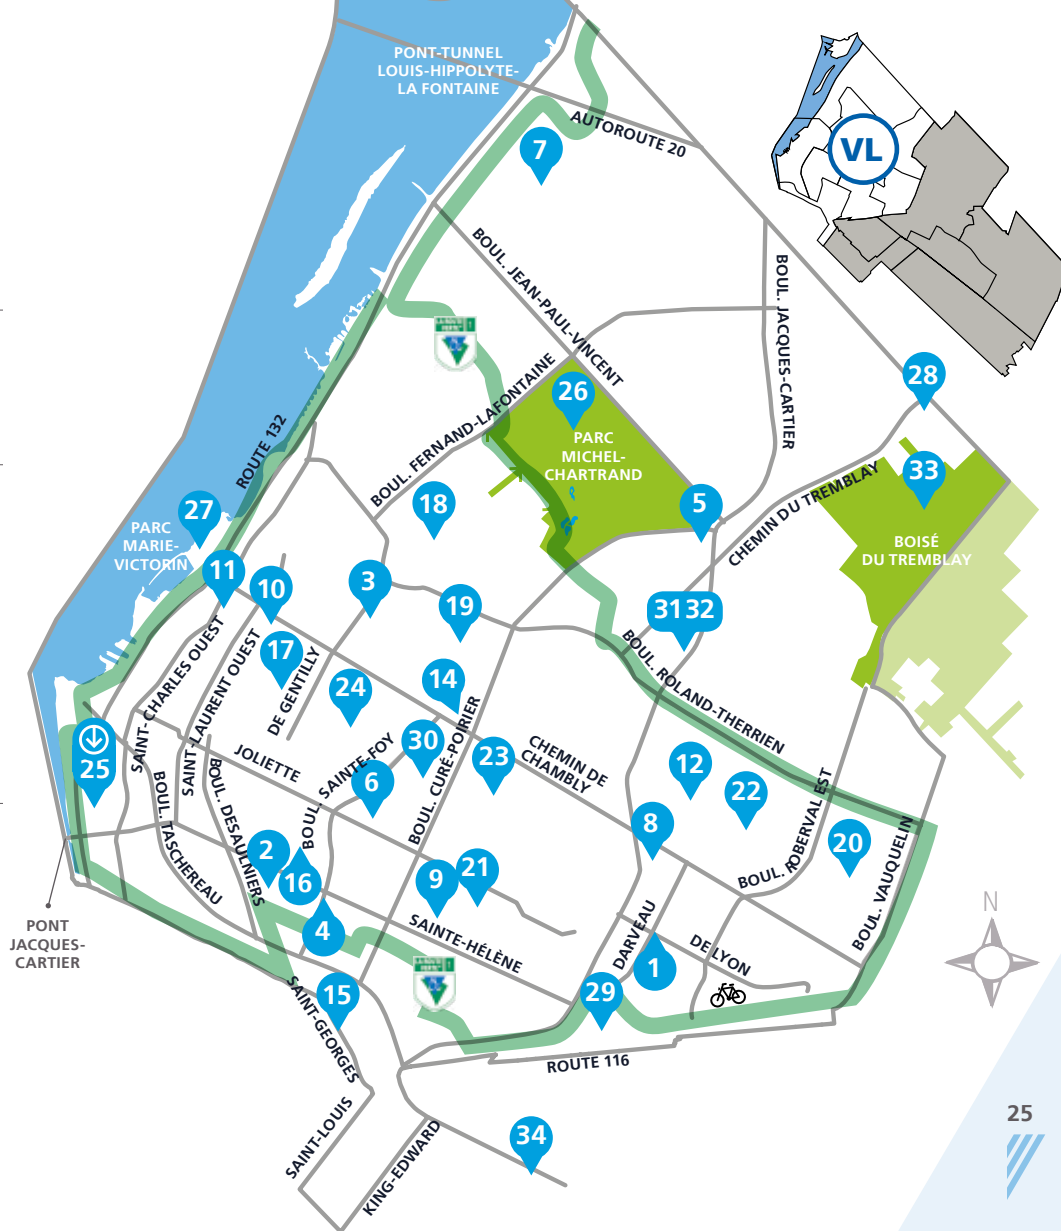 PONT-TUNNEL
LOUIS-HIPPOLYTE-
LA FONTAINE
AUTOROUTE 20
7
VL
BOUL. JEAN-PAUL-VINCENT
BOUL. JACQUES-CARTIER
28
26
PARC
MICHEL-
CHARTRAND
BOUL. FERNAND-LAFONTAINE
ROUTE 132
33
CHEMIN DU TREMBLAY
BOISÉ
DU TREMBLAY
18
5
27
PARC
MARIE-
VICTORIN
11
10
3
19
31 32
17
DE GENTILLY
24
14
SAINT-CHARLES OUEST
SAINT-LAURENT OUEST
BOUL. ROLAND-THERRIEN
25
JOLIETTE
BOUL. SAINTE-FOY
30
BOUL. CURÉ-POIRIER
23
CHEMIN DE
CHAMBLY
12
22
6
BOUL. TASCHEREAU
BOUL. DESAULNIERS
8
BOUL. ROBERVAL EST
20
BOUL. VAUQUELIN
2
16
9
21
4
SAINTE-HÉLÈNE
DARVEAU
DE LYON
1
PONT
JACQUES-
CARTIER
N
15
29
SAINT-GEORGES
ROUTE 116
SAINT-LOUIS
KING-EDWARD
34
25